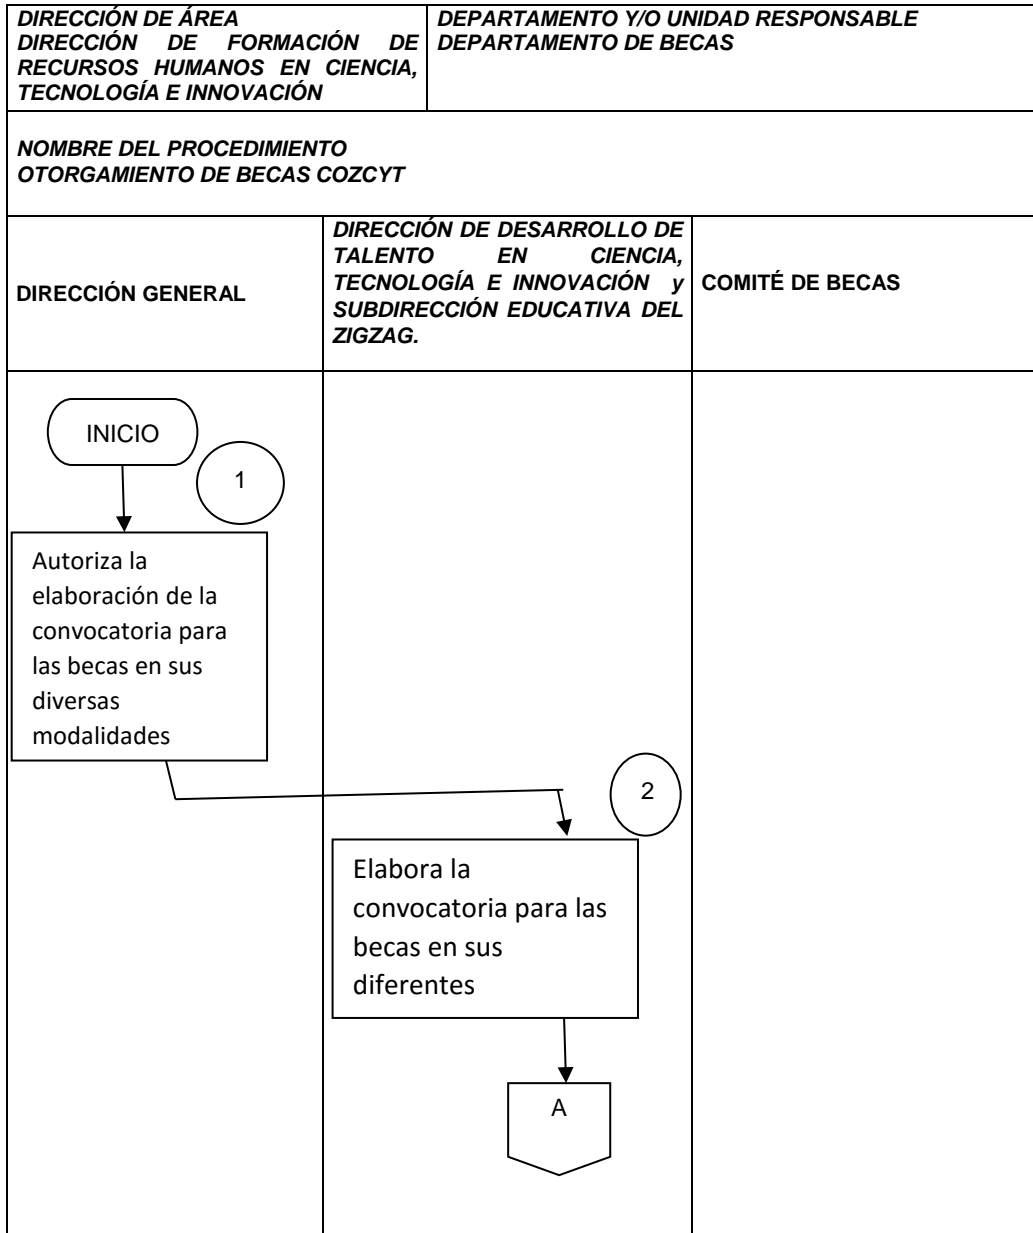 DIRECCIÓN DE ÁREA
DIRECCIÓN DE FORMACIÓN DE
RECURSOS HUMANOS EN CIENCIA,
TECNOLOGÍA E INNOVACIÓN
DEPARTAMENTO Y/O UNIDAD RESPONSABLE
DEPARTAMENTO DE BECAS
NOMBRE DEL PROCEDIMIENTO
OTORGAMIENTO DE BECAS COZCYT
DIRECCIÓN GENERAL
DIRECCIÓN DE DESARROLLO DE
TALENTO EN CIENCIA,
TECNOLOGÍA E INNOVACIÓN y
SUBDIRECCIÓN EDUCATIVA DEL
ZIGZAG.
COMITÉ DE BECAS
INICIO
1
Autoriza la
elaboración de la
convocatoria para
las becas en sus
diversas
modalidades
2
Elabora la
convocatoria para las
becas en sus
diferentes
A